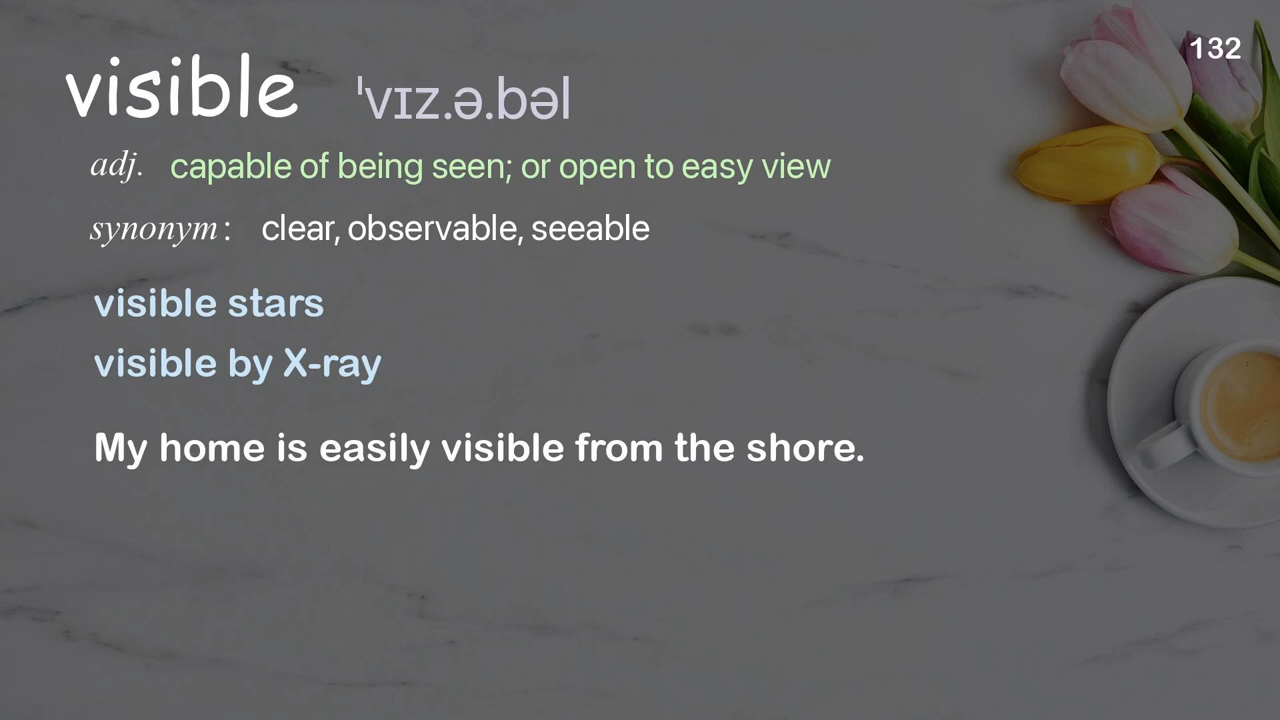 132
visible ˈvɪz.ə.bəl
adj. capable of being seen; or open to easy view
synonym: clear, observable, seeable
visible stars
visible by X-ray
My home is easily visible from the shore.